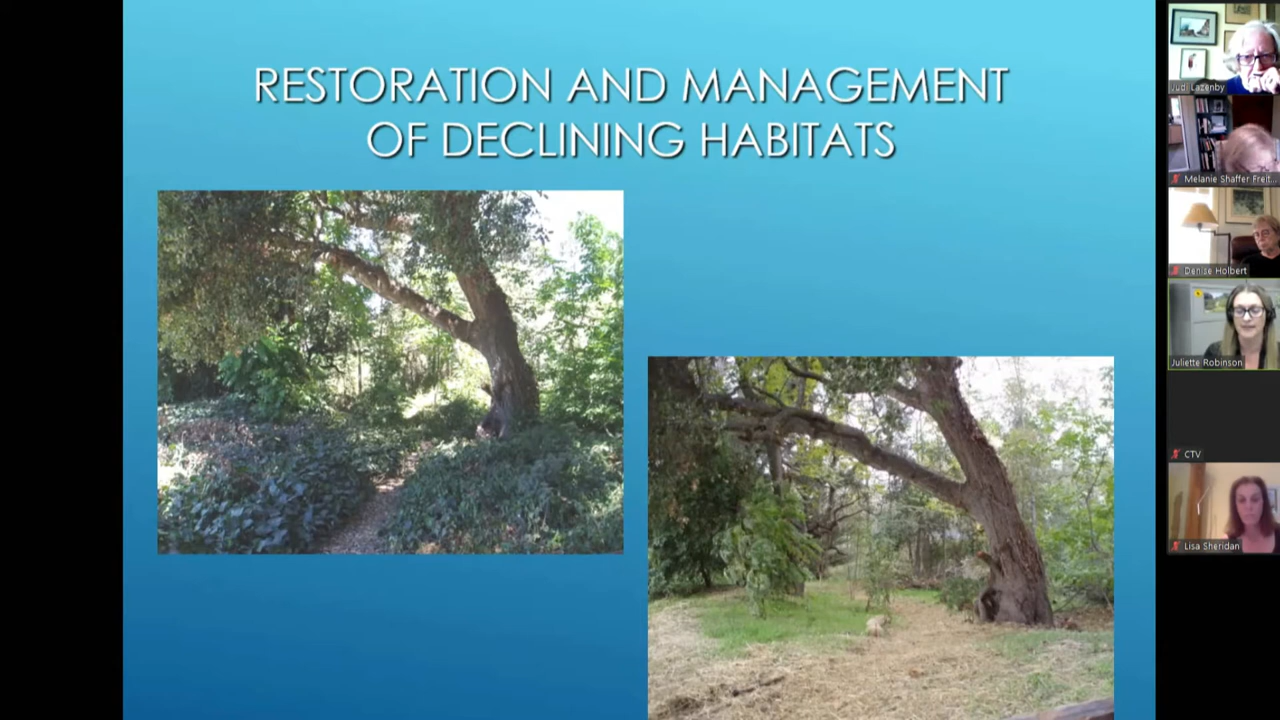 RESTORATION AND MANAGEMENT
OF DECLINING HABITATS
Judi Lazenby
Melanie Shaffer Freit...
Denise Holbert
Juliette Robinson
CTV
Lisa Sheridan